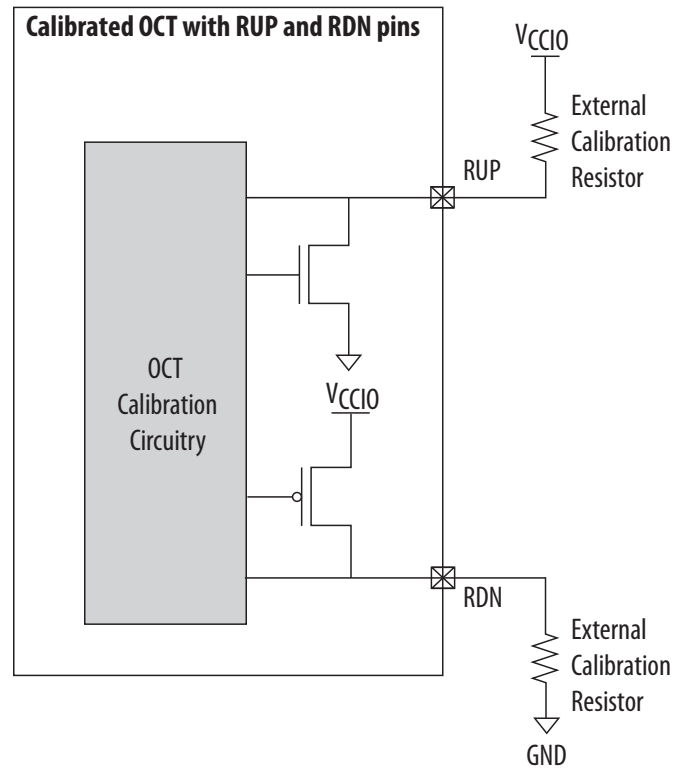 Calibrated OCT with RUP and RDN pins
VCCIO
External
Calibration
Resistor
RUP
OCT
Calibration
Circuitry
VCCIO
RDN
External
Calibration
Resistor
GND